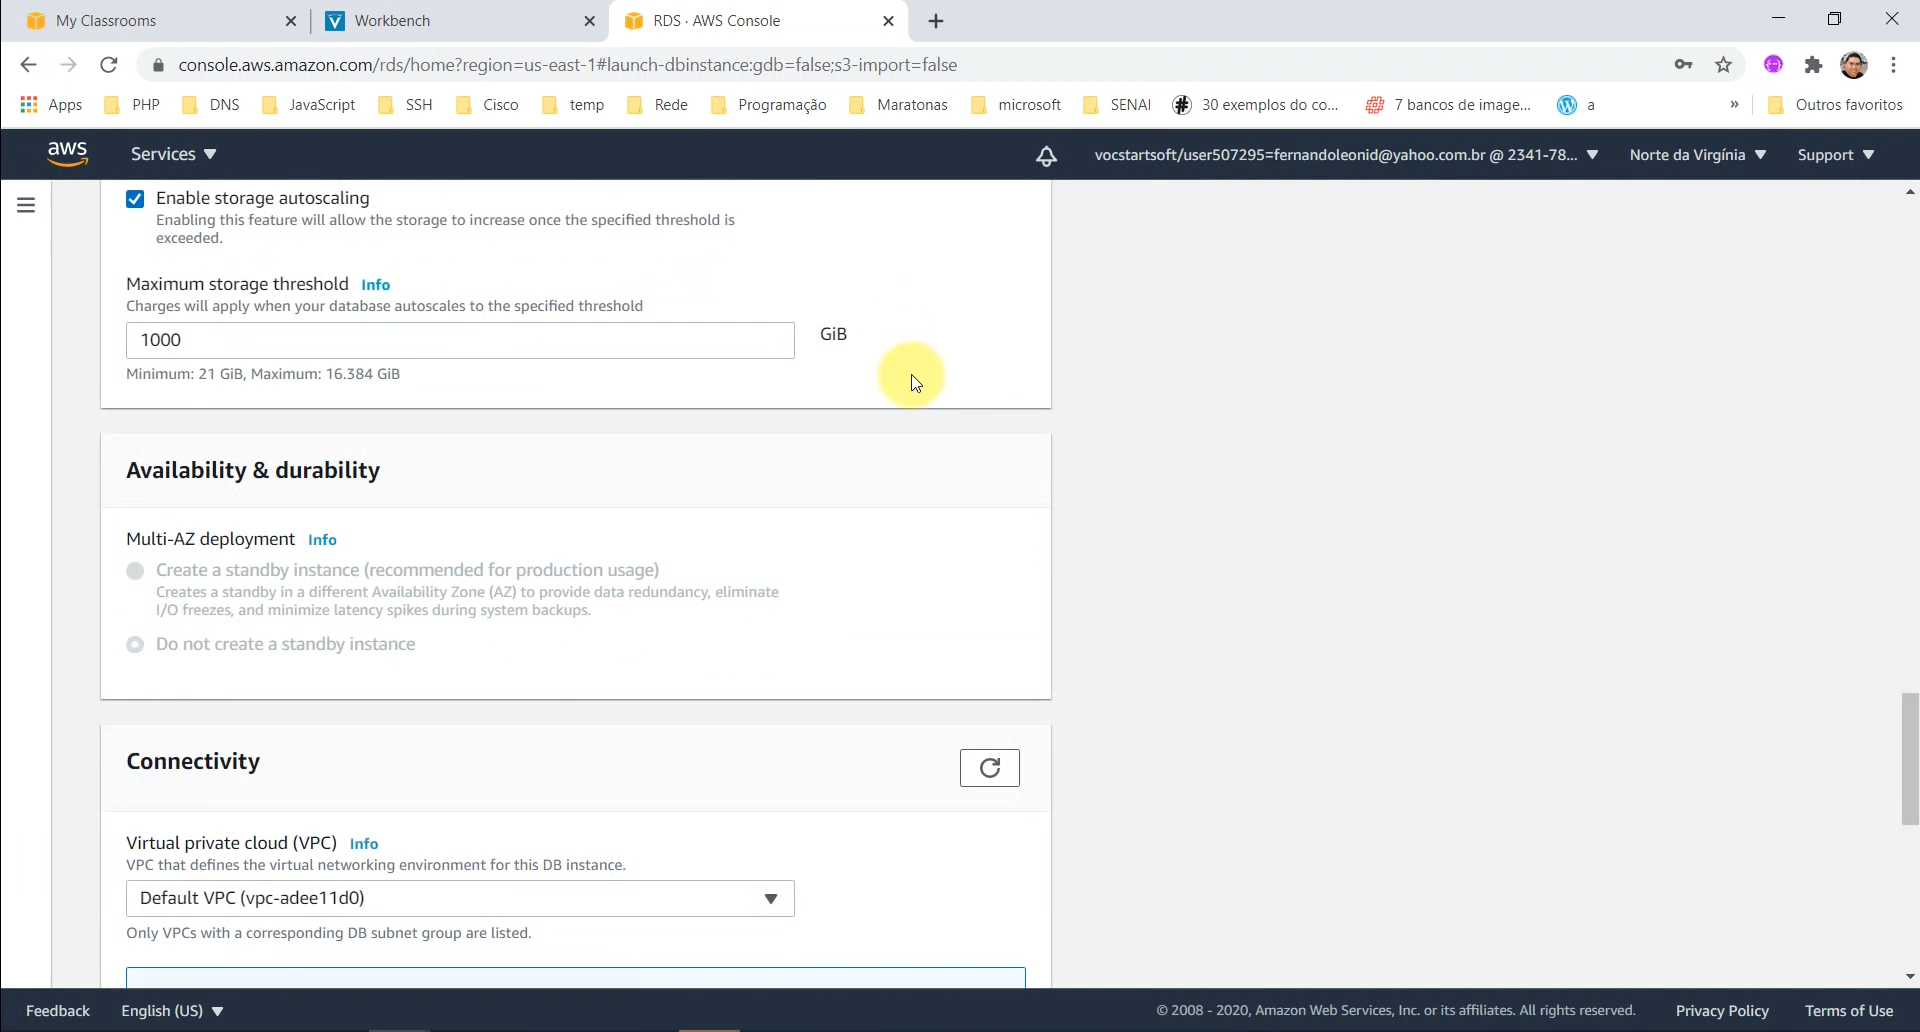 My Classrooms
Workbench
RDS · AWS Console
console.aws.amazon.com/rds/home?region=us-east-1#launch-dbinstance:gdb=false;s3-import=false
Apps
PHP
DNS
JavaScript
SSH
Cisco
temp
Rede
Programação
Maratonas
microsoft
SENAI
30 exemplos do co...
7 bancos de image...
a
»
Outros favoritos
aws
Services
vocstartsoft/user507295=fernandoleonid@yahoo.com.br @ 2341-78...
Norte da Virgínia
Support
Enable storage autoscaling
Enabling this feature will allow the storage to increase once the specified threshold is
exceeded.
Maximum storage threshold Info
Charges will apply when your database autoscales to the specified threshold
1000
GiB
Minimum: 21 GiB, Maximum: 16.384 GiB
Availability & durability
Multi-AZ deployment Info
Create a standby instance (recommended for production usage)
Creates a standby in a different Availability Zone (AZ) to provide data redundancy, eliminate
I/O freezes, and minimize latency spikes during system backups.
Do not create a standby instance
Connectivity
Virtual private cloud (VPC) Info
VPC that defines the virtual networking environment for this DB instance.
Default VPC (vpc-adee11d0)
Only VPCs with a corresponding DB subnet group are listed.
Feedback
English (US)
© 2008 - 2020, Amazon Web Services, Inc. or its affiliates. All rights reserved.
Privacy Policy
Terms of Use